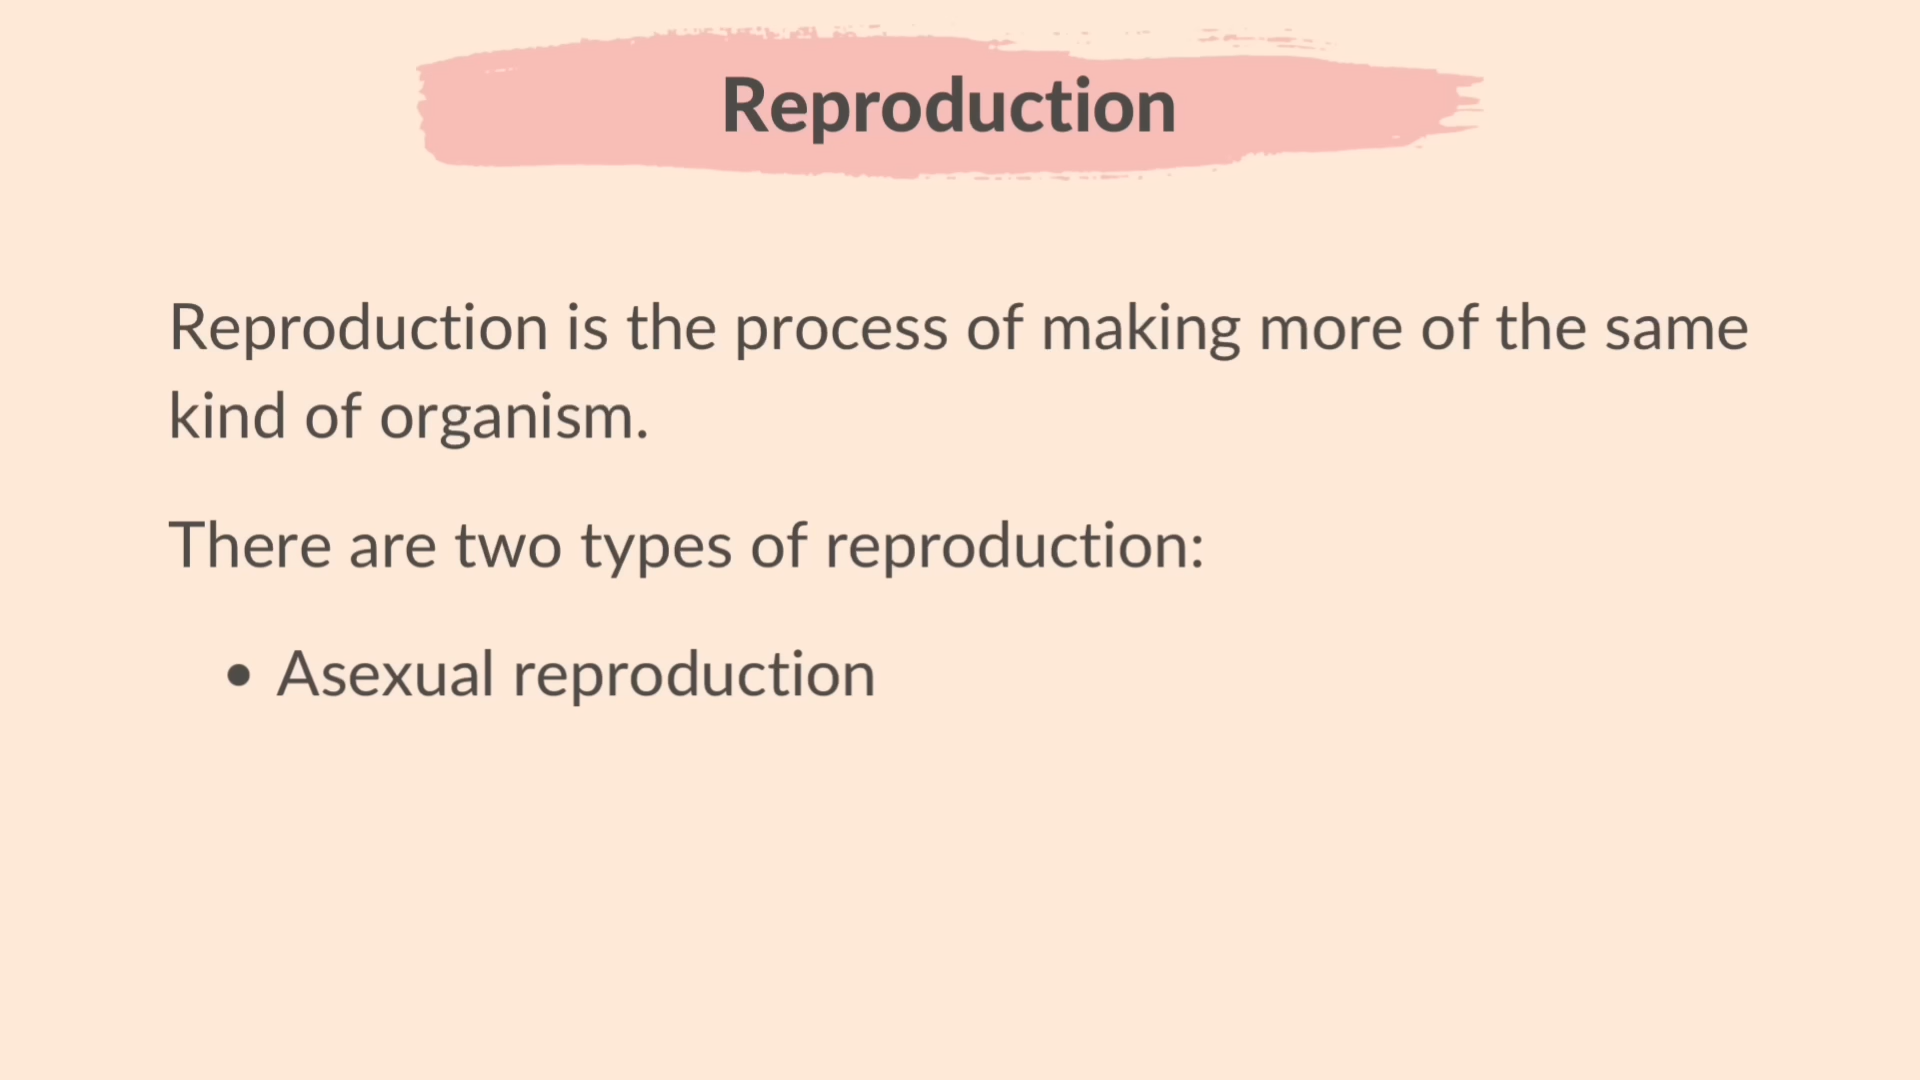 Reproduction
Reproduction is the process of making more of the same
kind of organism.
There are two types of reproduction:
• Asexual reproduction